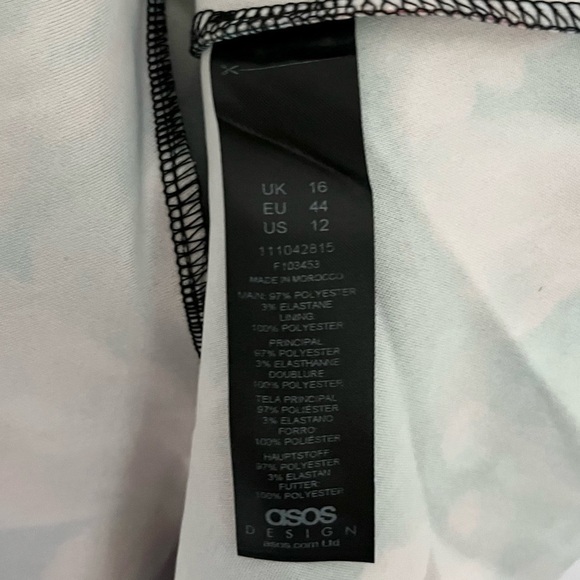 UK 16
EU 44
US 12
111042815
F103453
MADE IN MOROCCO
MAIN: 97% POLYESTER
3% ELASTANE
LINING:
100% POLYESTER
PRINCIPAL
97% POLYESTER
3% ELASTHANNE
DOUBLURE
100% POLYESTER
TELA PRINCIPAL
97% POLIÉSTER
3% ELASTANO
FORRO:
100% POLIÉSTER
HAUPTSTOFF:
97% POLYESTER
3% ELASTAN
FUTTER:
100% POLYESTER
asos
DESIGN
asos.com Ltd